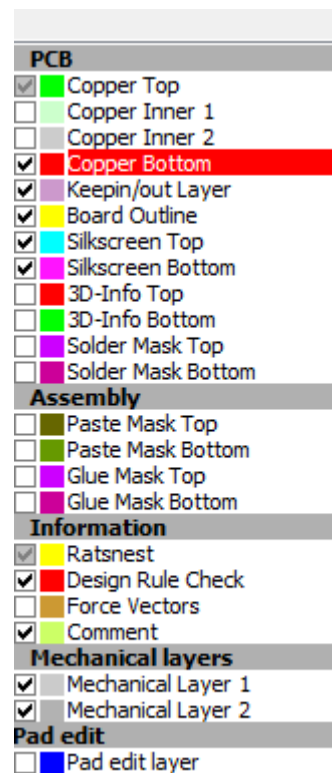 PCB
Copper Top
Copper Inner 1
Copper Inner 2
Copper Bottom
Keepin/out Layer
Board Outline
Silkscreen Top
Silkscreen Bottom
3D-Info Top
3D-Info Bottom
Solder Mask Top
Solder Mask Bottom
Assembly
Paste Mask Top
Paste Mask Bottom
Glue Mask Top
Glue Mask Bottom
Information
Ratsnest
Design Rule Check
Force Vectors
Comment
Mechanical layers
Mechanical Layer 1
Mechanical Layer 2
Pad edit
Pad edit layer